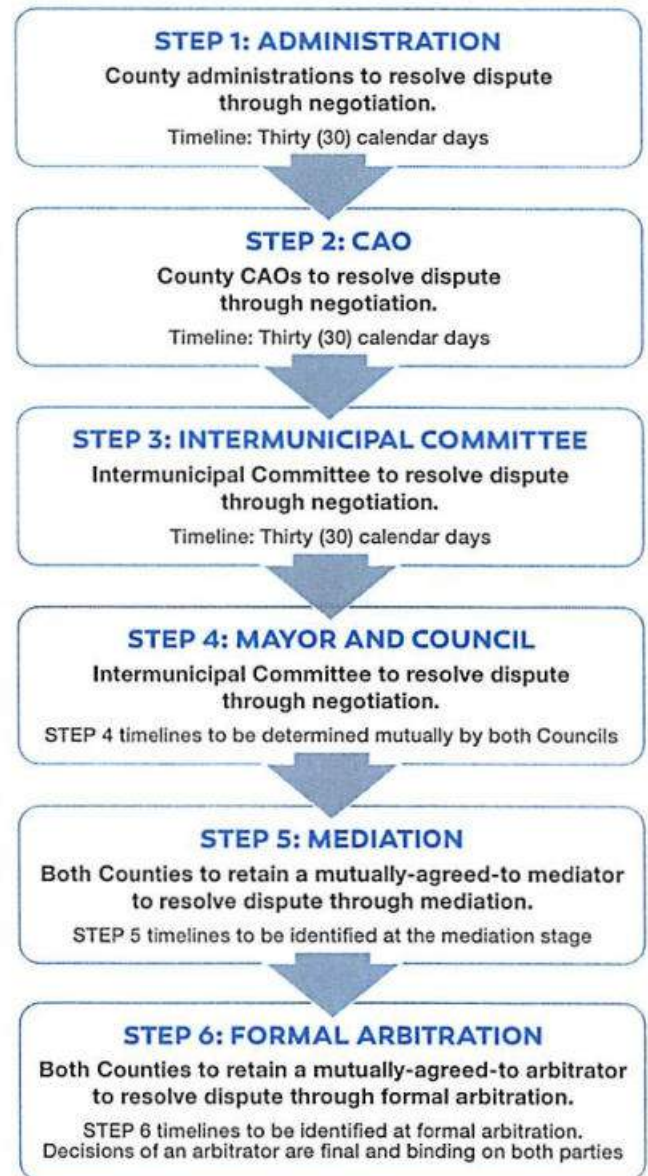 STEP 1: ADMINISTRATION
County administrations to resolve dispute
through negotiation.
Timeline: Thirty (30) calendar days
STEP 2: CAO
County CAOs to resolve dispute
through negotiation.
Timeline: Thirty (30) calendar days
STEP 3: INTERMUNICIPAL COMMITTEE
Intermunicipal Committee to resolve dispute
through negotiation.
Timeline: Thirty (30) calendar days
STEP 4: MAYOR AND COUNCIL
Intermunicipal Committee to resolve dispute
through negotiation.
STEP 4 timelines to be determined mutually by both Councils
STEP 5: MEDIATION
Both Counties to retain a mutually-agreed-to mediator
to resolve dispute through mediation.
STEP 5 timelines to be identified at the mediation stage
STEP 6: FORMAL ARBITRATION
Both Counties to retain a mutually-agreed-to arbitrator
to resolve dispute through formal arbitration.
STEP 6 timelines to be identified at formal arbitration.
Decisions of an arbitrator are final and binding on both parties